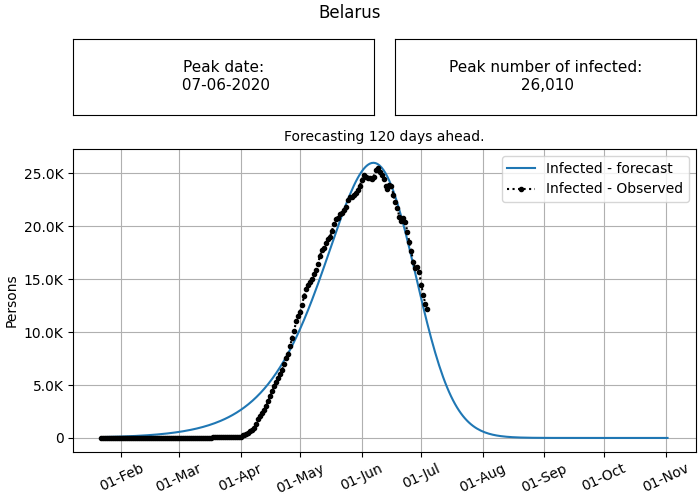 Belarus
Peak date:
07-06-2020
Peak number of infected:
26,010
Forecasting 120 days ahead.
Infected - forecast
Infected - Observed
25.0K
20.0K
15.0K
10.0K
5.0K
0
Persons
01-Feb
01-Mar
01-Apr
01-May
01-Jun
01-Jul
01-Aug
01-Sep
01-Oct
01-Nov